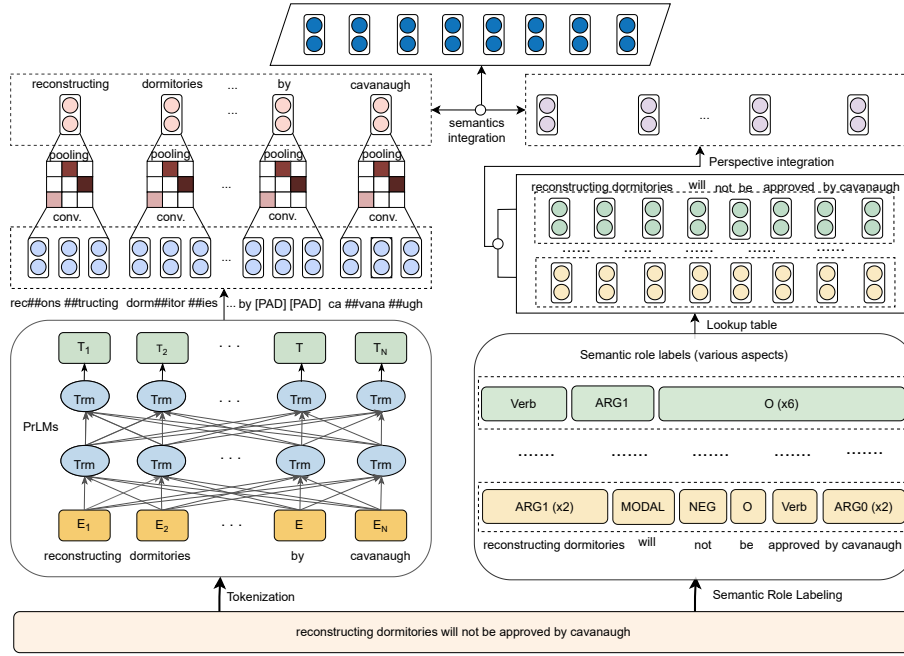 reconstructing dormitories ... by cavanaugh
semantics
integration
...
...
pooling pooling pooling pooling
...
conv. conv. conv. conv.
...
rec##ons ##tructing dorm##itor ##ies ... by [PAD] [PAD] ca ##vana ##ugh
Perspective integration
reconstructing dormitories will not be approved by cavanaugh
...... ....... ....... ....... ......
Lookup table
T1 T2 . . . T TN
Trm Trm . . . Trm Trm
PrLMs
Trm Trm . . . Trm Trm
E1 E2 . . . E EN
reconstructing dormitories by cavanaugh
Semantic role labels (various aspects)
Verb ARG1 O (x6)
....... ....... ....... ....... .......
ARG1 (x2) MODAL NEG O Verb ARG0 (x2)
reconstructing dormitories will not be approved by cavanaugh
Tokenization
Semantic Role Labeling
reconstructing dormitories will not be approved by cavanaugh